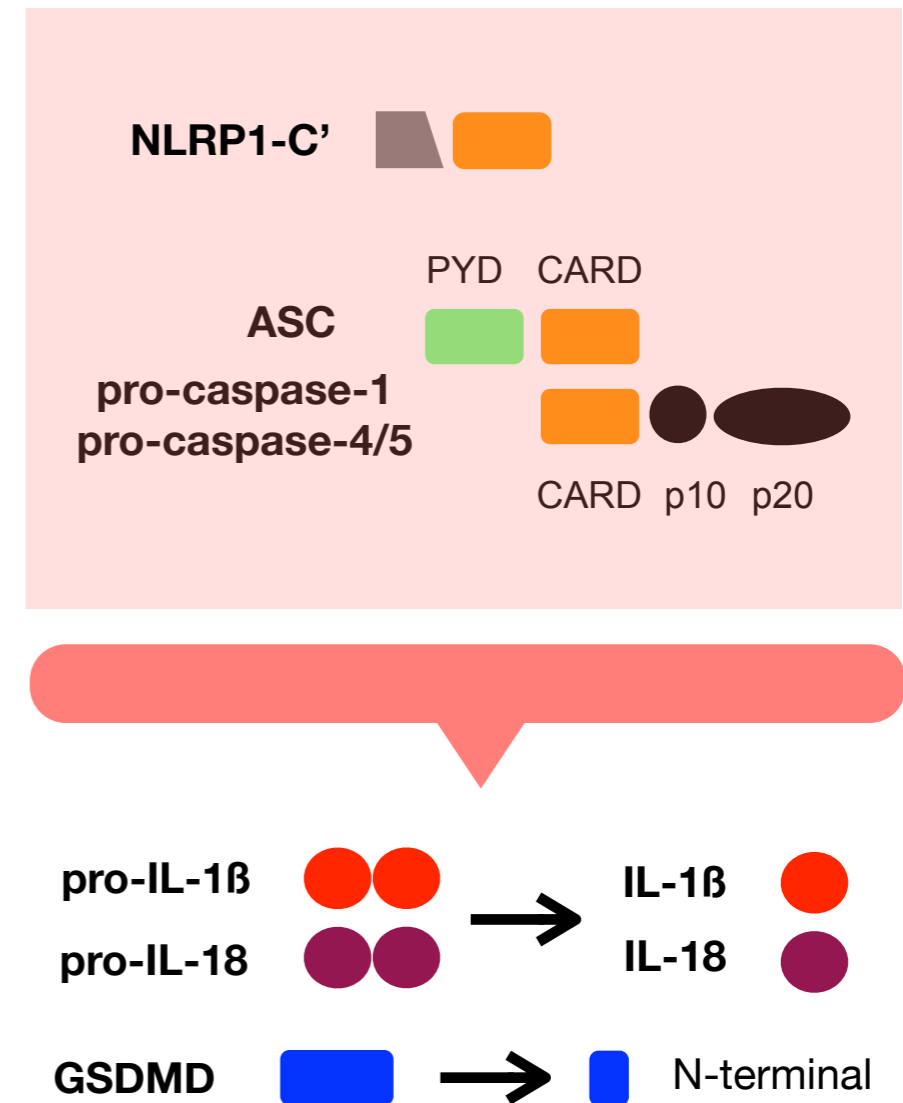 NLRP1-C’
PYD CARD
ASC
pro-caspase-1
pro-caspase-4/5
CARD p10 p20
pro-IL-1ß IL-1ß
pro-IL-18 IL-18
GSDMD N-terminal